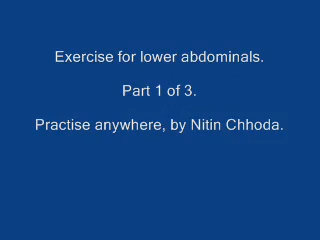 Exercise for lower abdominals.
Part 1 of 3.
Practise anywhere, by Nitin Chhoda.